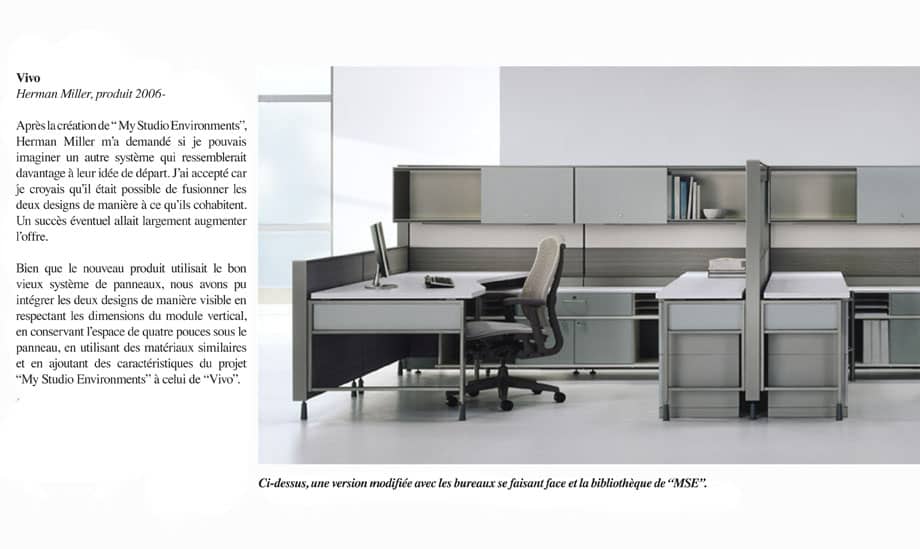 Vivo
Herman Miller, produit 2006-
Après la création de “ My Studio Environments”,
Herman Miller m’a demandé si je pouvais
imaginer un autre système qui ressemblerait
davantage à leur idée de départ. J’ai accepté car
je croyais qu’il était possible de fusionner les
deux designs de manière à ce qu’ils cohabitent.
Un succès éventuel allait largement augmenter
l’offre.
Bien que le nouveau produit utilisait le bon
vieux système de panneaux, nous avons pu
intégrer les deux designs de manière visible en
respectant les dimensions du module vertical,
en conservant l’espace de quatre pouces sous le
panneau, en utilisant des matériaux similaires
et en ajoutant des caractéristiques du projet
“My Studio Environments” à celui de “Vivo”.
Ci-dessus, une version modifiée avec les bureaux se faisant face et la bibliothèque de “MSE”.